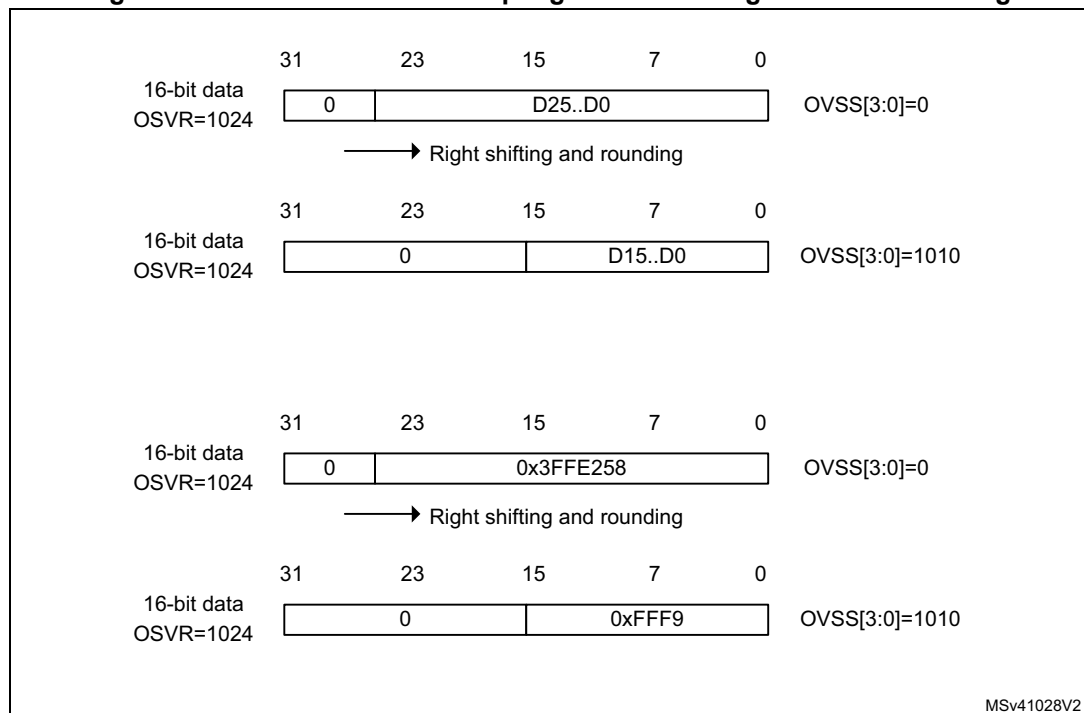 31 23 15 7 0
16-bit data
OSVR=1024
0 D25..D0 OVSS[3:0]=0
Right shifting and rounding
31 23 15 7 0
16-bit data
OSVR=1024
0 D15..D0 OVSS[3:0]=1010
31 23 15 7 0
16-bit data
OSVR=1024
0 0x3FFE258 OVSS[3:0]=0
Right shifting and rounding
31 23 15 7 0
16-bit data
OSVR=1024
0 0xFFF9 OVSS[3:0]=1010
MSv41028V2